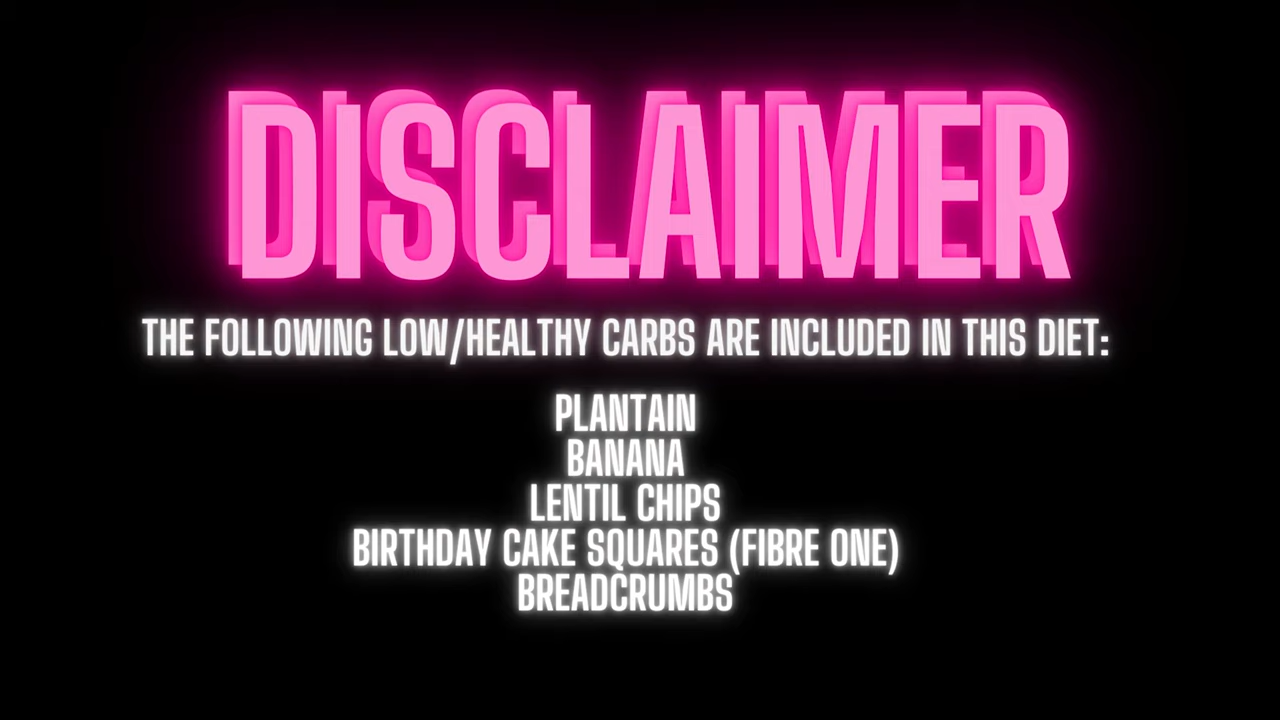 DISCLAIMER
THE FOLLOWING LOW/HEALTHY CARBS ARE INCLUDED IN THIS DIET:
PLANTAIN
BANANA
LENTIL CHIPS
BIRTHDAY CAKE SQUARES (FIBRE ONE)
BREADCRUMBS